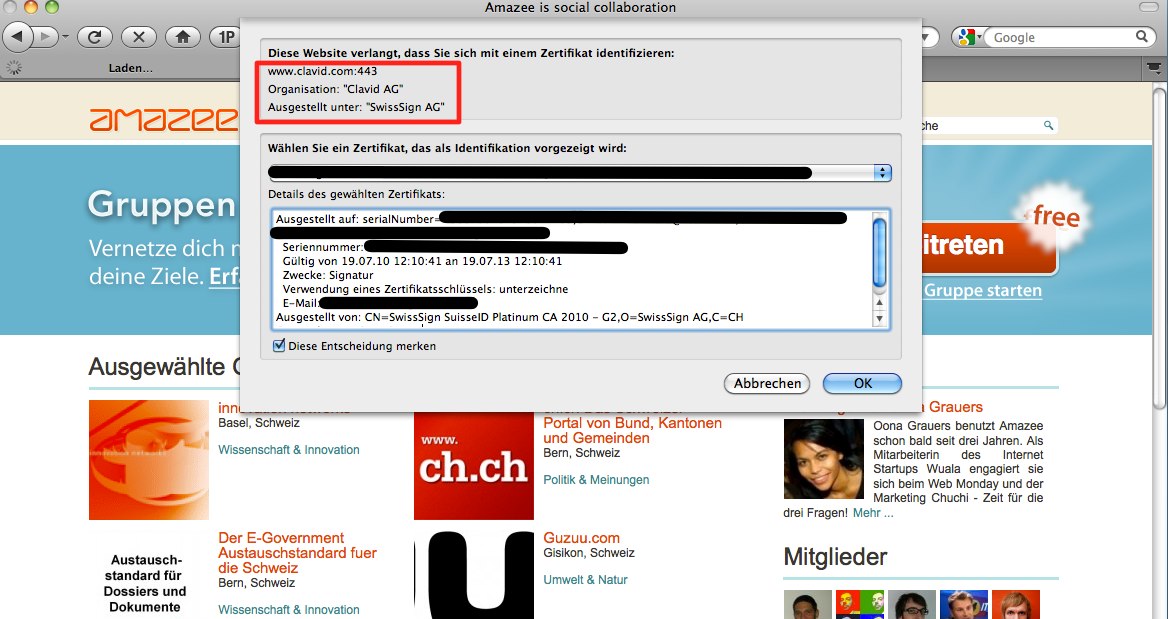 Amazee is social collaboration
1P
Google
Laden...
Diese Website verlangt, dass Sie sich mit einem Zertifikat identifizieren:
www.clavid.com:443
Organisation: "Clavid AG"
Ausgestellt unter: "SwissSign AG"
amazee
che
Wählen Sie ein Zertifikat, das als Identifikation vorgezeigt wird:
Details des gewählten Zertifikats:
Ausgestellt auf: serialNumber=
Seriennummer:
Gültig von 19.07.10 12:10:41 an 19.07.13 12:10:41
Zwecke: Signatur
Verwendung eines Zertifikatsschlüssels: unterzeichne
E-Mail:
Ausgestellt von: CN=SwissSign SuisseID Platinum CA 2010 - G2,O=SwissSign AG,C=CH
Diese Entscheidung merken
Abbrechen
OK
Gruppen
Vernetze dich
deine Ziele. Erfa
free
itreten
Gruppe starten
Ausgewählte
Basel, Schweiz
Wissenschaft & Innovation
innovation networks
www.
ch.ch
Portal von Bund, Kantonen
und Gemeinden
Bern, Schweiz
Politik & Meinungen
Grauers
Oona Grauers benutzt Amazee
schon bald seit drei Jahren. Als
Mitarbeiterin des Internet
Startups Wuala engagiert sie
sich beim Web Monday und der
Marketing Chuchi - Zeit für die
drei Fragen! Mehr ...
Austausch-
standard für
Dossiers und
Dokumente
Der E-Government
Austauschstandard fuer
die Schweiz
Bern, Schweiz
Wissenschaft & Innovation
Guzuu.com
Gisikon, Schweiz
Umwelt & Natur
Mitglieder